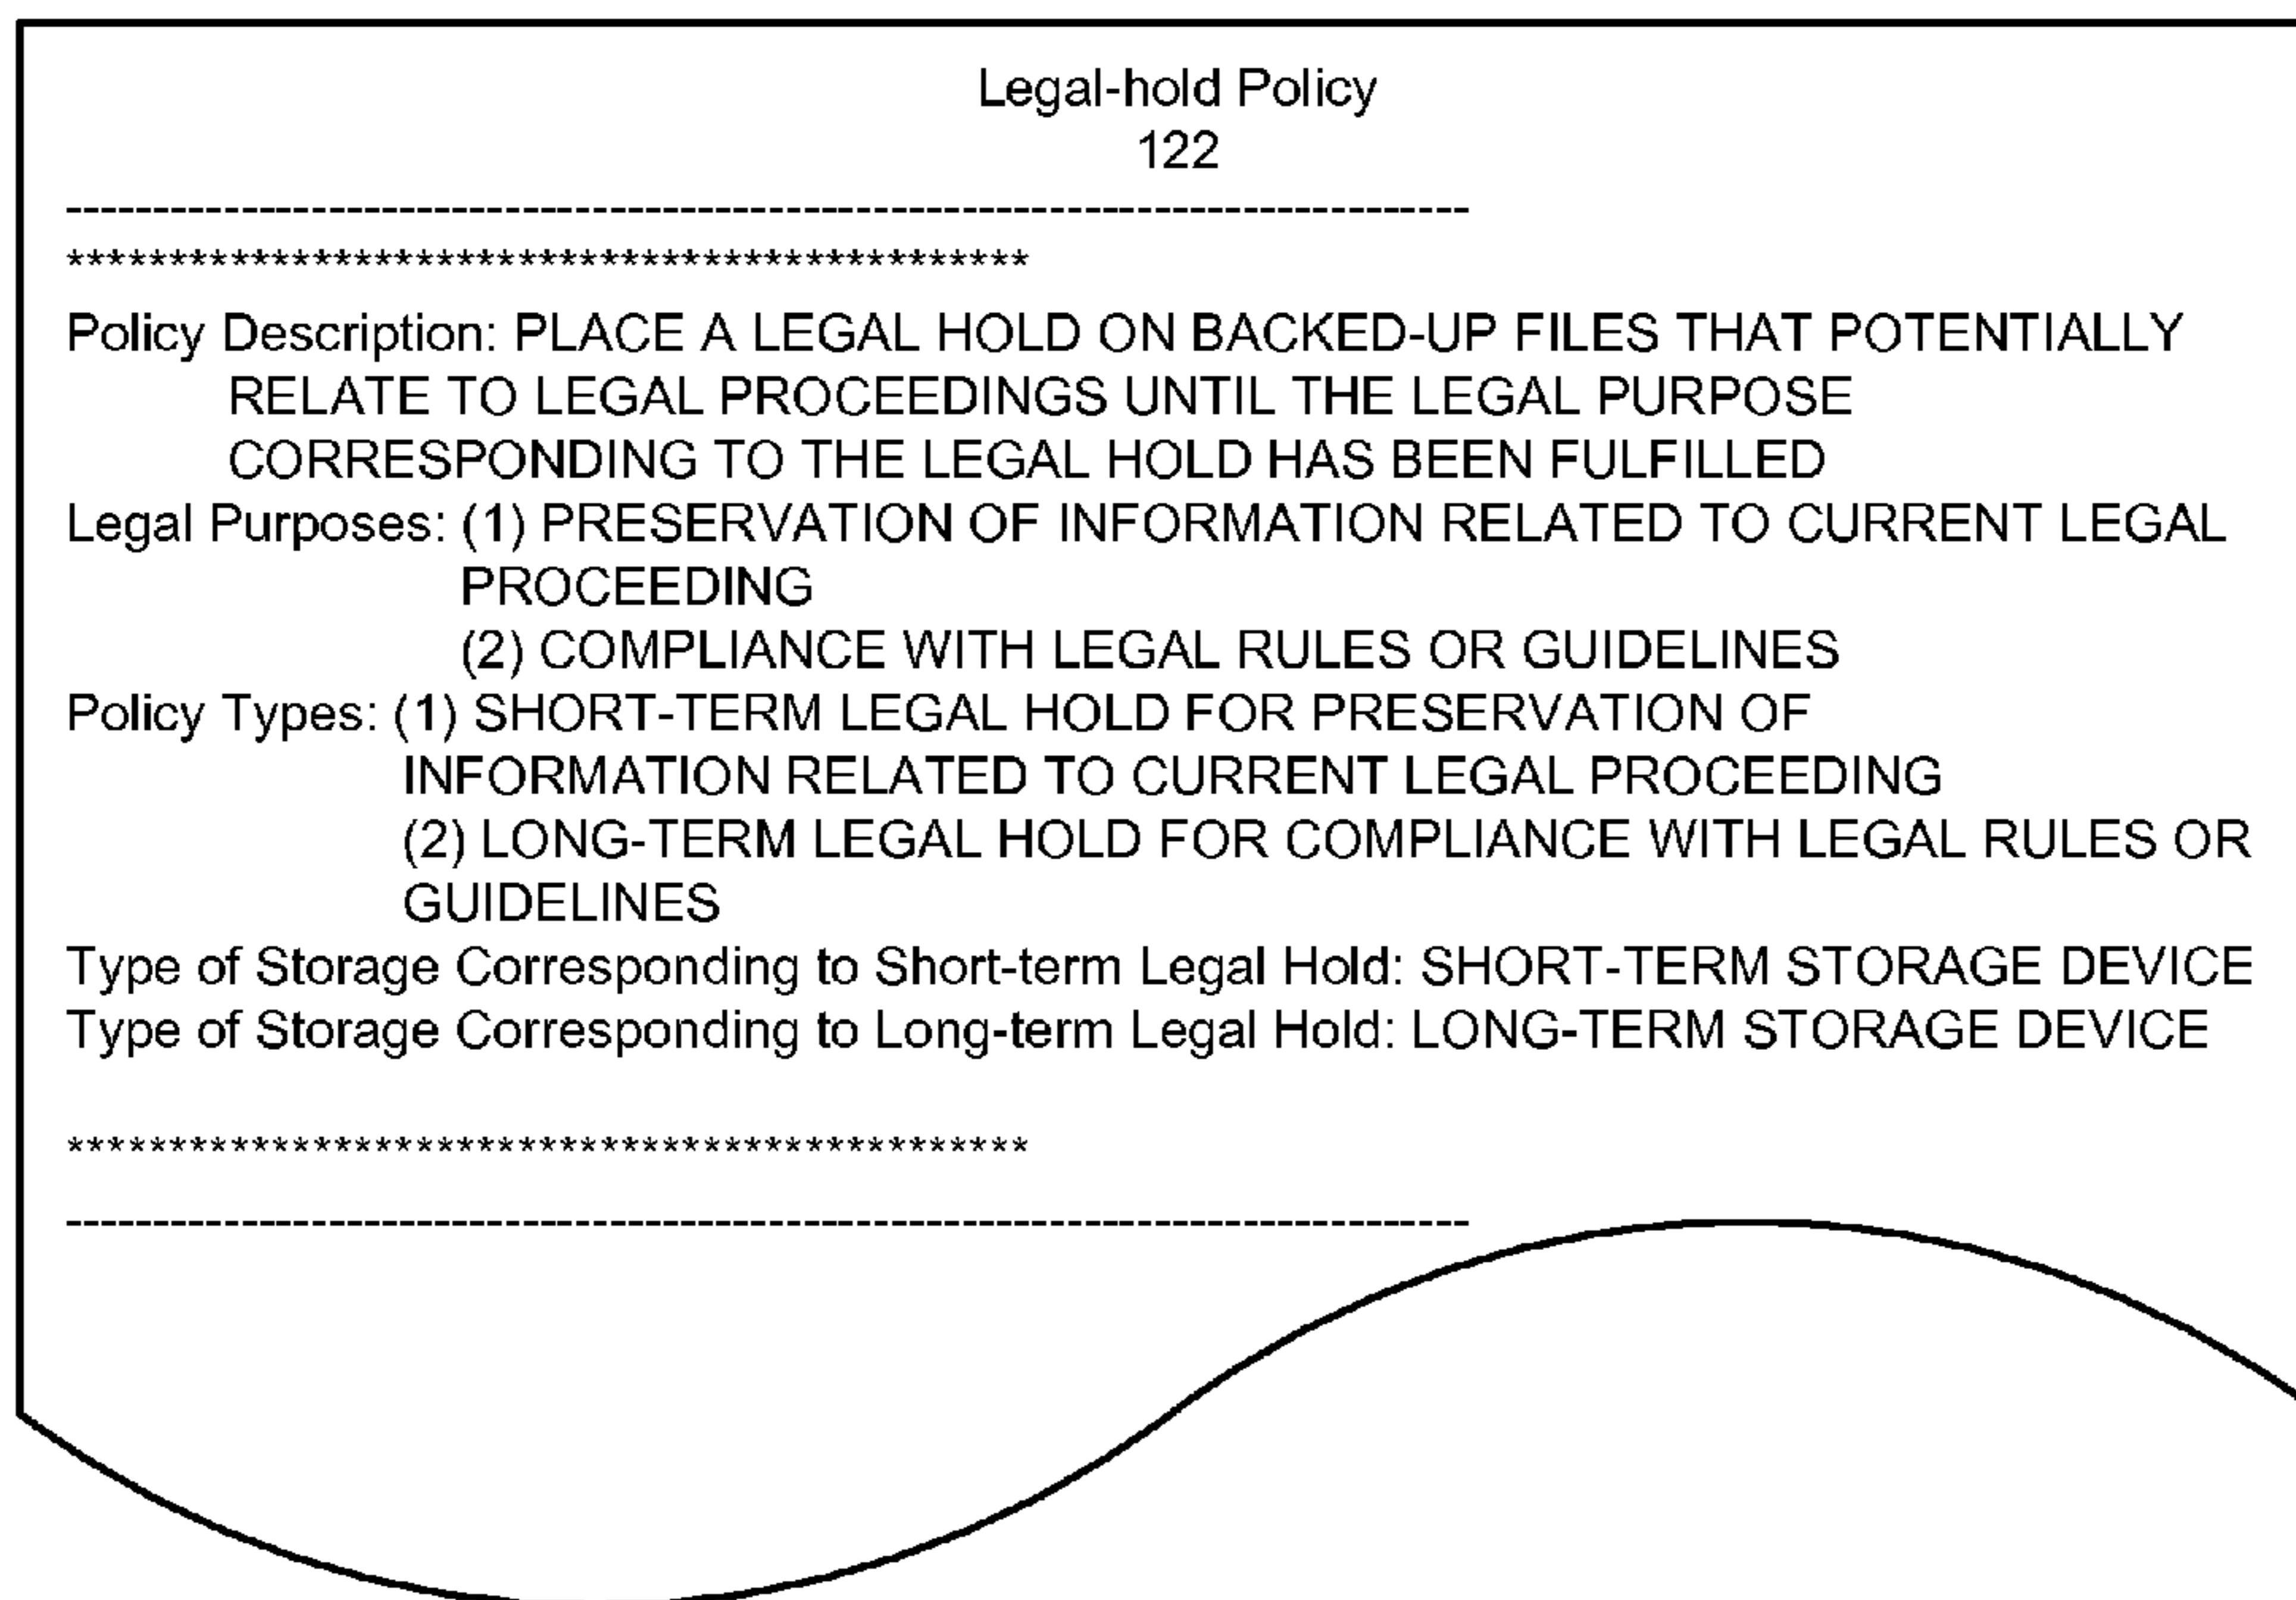 Legal-hold Policy
122
--------------------------------------------------------------------------------
***********************************************
Policy Description: PLACE A LEGAL HOLD ON BACKED-UP FILES THAT POTENTIALLY
RELATE TO LEGAL PROCEEDINGS UNTIL THE LEGAL PURPOSE
CORRESPONDING TO THE LEGAL HOLD HAS BEEN FULFILLED
Legal Purposes: (1) PRESERVATION OF INFORMATION RELATED TO CURRENT LEGAL
PROCEEDING
(2) COMPLIANCE WITH LEGAL RULES OR GUIDELINES
Policy Types: (1) SHORT-TERM LEGAL HOLD FOR PRESERVATION OF
INFORMATION RELATED TO CURRENT LEGAL PROCEEDING
(2) LONG-TERM LEGAL HOLD FOR COMPLIANCE WITH LEGAL RULES OR
GUIDELINES
Type of Storage Corresponding to Short-term Legal Hold: SHORT-TERM STORAGE DEVICE
Type of Storage Corresponding to Long-term Legal Hold: LONG-TERM STORAGE DEVICE
***********************************************
--------------------------------------------------------------------------------